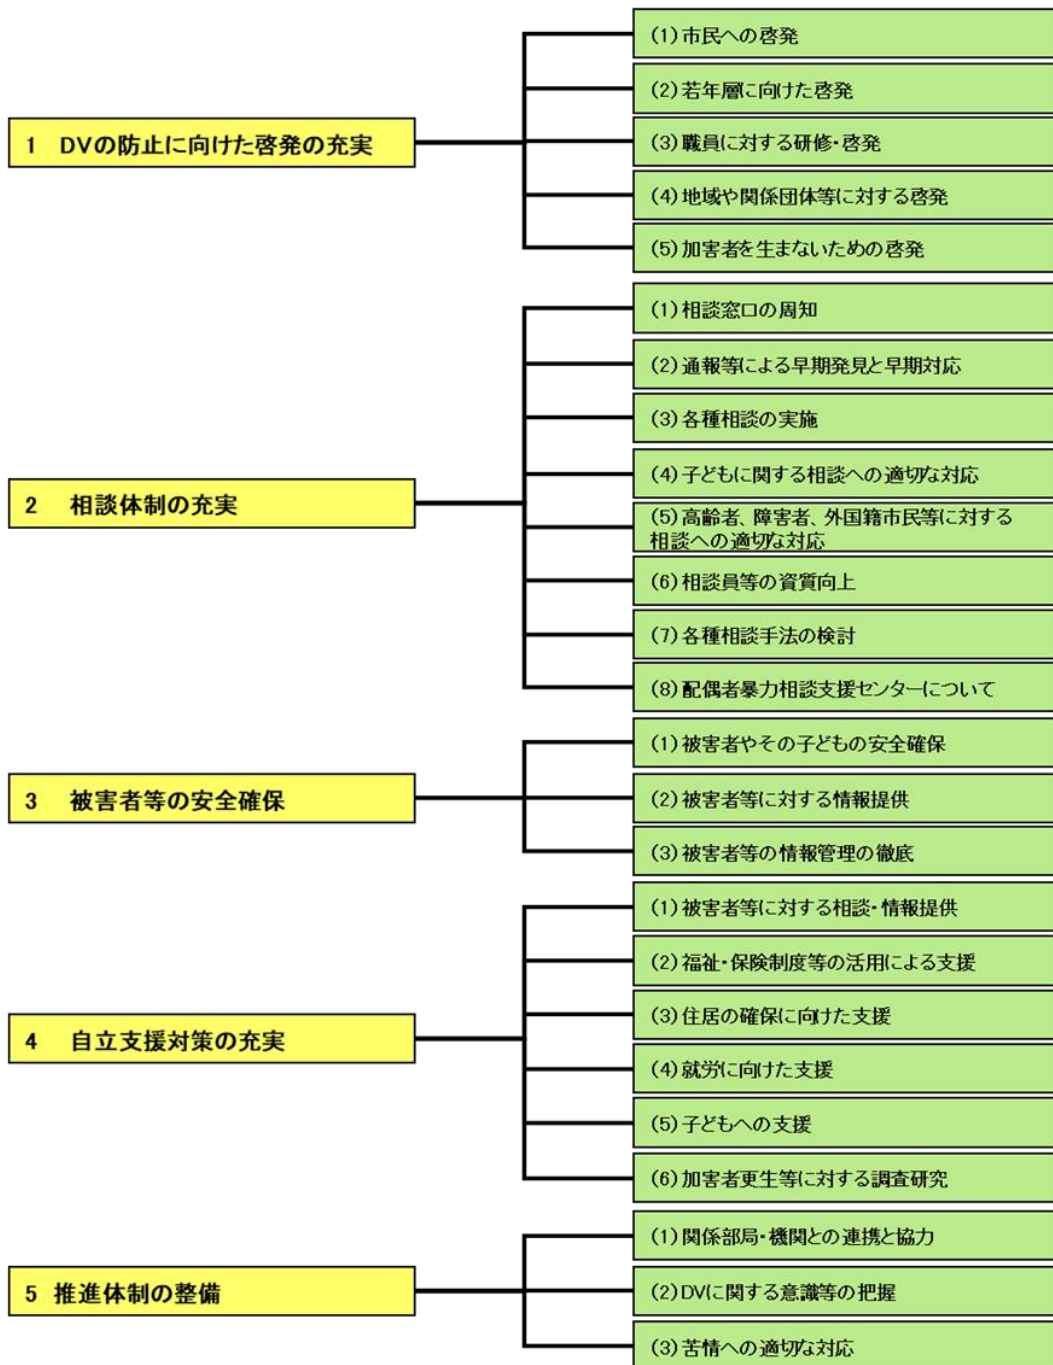 1 DVの防止に向けた啓発の充実
(1)市民への啓発
(2)若年層に向けた啓発
(3)職員に対する研修・啓発
(4)地域や関係団体等に対する啓発
(5)加害者を生まないための啓発
2 相談体制の充実
(1)相談窓口の周知
(2)通報等による早期発見と早期対応
(3)各種相談の実施
(4)子どもに関する相談への適切な対応
(5)高齢者、障害者、外国籍市民等に対する
相談への適切な対応
(6)相談員等の資質向上
(7)各種相談手法の検討
(8)配偶者暴力相談支援センターについて
3 被害者等の安全確保
(1)被害者やその子どもの安全確保
(2)被害者等に対する情報提供
(3)被害者等の情報管理の徹底
4 自立支援対策の充実
(1)被害者等に対する相談・情報提供
(2)福祉・保険制度等の活用による支援
(3)住居の確保に向けた支援
(4)就労に向けた支援
(5)子どもへの支援
(6)加害者更生等に対する調査研究
5 推進体制の整備
(1)関係部局・機関との連携と協力
(2)DVに関する意識等の把握
(3)苦情への適切な対応